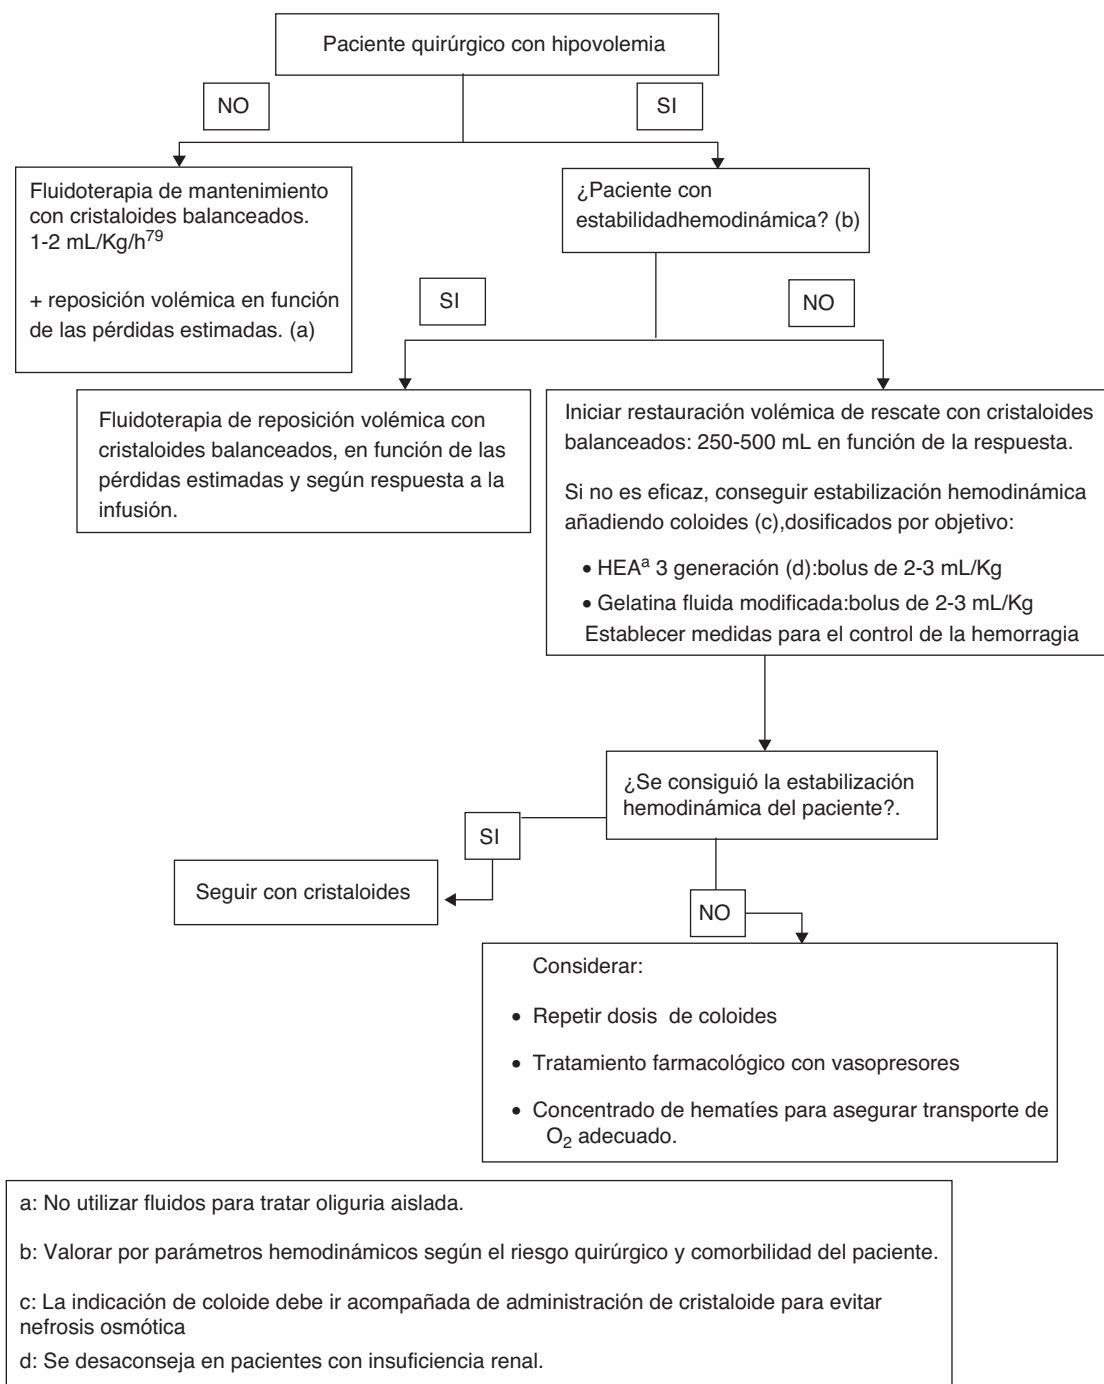 Paciente quirúrgico con hipovolemia
NO
SI
Fluidoterapia de mantenimiento
con cristaloides balanceados.
1-2 mL/Kg/h79
+ reposición volémica en función
de las pérdidas estimadas. (a)
¿Paciente con
estabilidadhemodinámica? (b)
SI
NO
Fluidoterapia de reposición volémica con
cristaloides balanceados, en función de las
pérdidas estimadas y según respuesta a la
infusión.
Iniciar restauración volémica de rescate con cristaloides
balanceados: 250-500 mL en función de la respuesta.
Si no es eficaz, conseguir estabilización hemodinámica
añadiendo coloides (c),dosificados por objetivo:
• HEAa 3 generación (d):bolus de 2-3 mL/Kg
• Gelatina fluida modificada:bolus de 2-3 mL/Kg
Establecer medidas para el control de la hemorragia
¿Se consiguió la estabilización
hemodinámica del paciente?.
SI
Seguir con cristaloides
NO
Considerar:
• Repetir dosis de coloides
• Tratamiento farmacológico con vasopresores
• Concentrado de hematíes para asegurar transporte de
O2 adecuado.
a: No utilizar fluidos para tratar oliguria aislada.
b: Valorar por parámetros hemodinámicos según el riesgo quirúrgico y comorbilidad del paciente.
c: La indicación de coloide debe ir acompañada de administración de cristaloide para evitar
nefrosis osmótica
d: Se desaconseja en pacientes con insuficiencia renal.